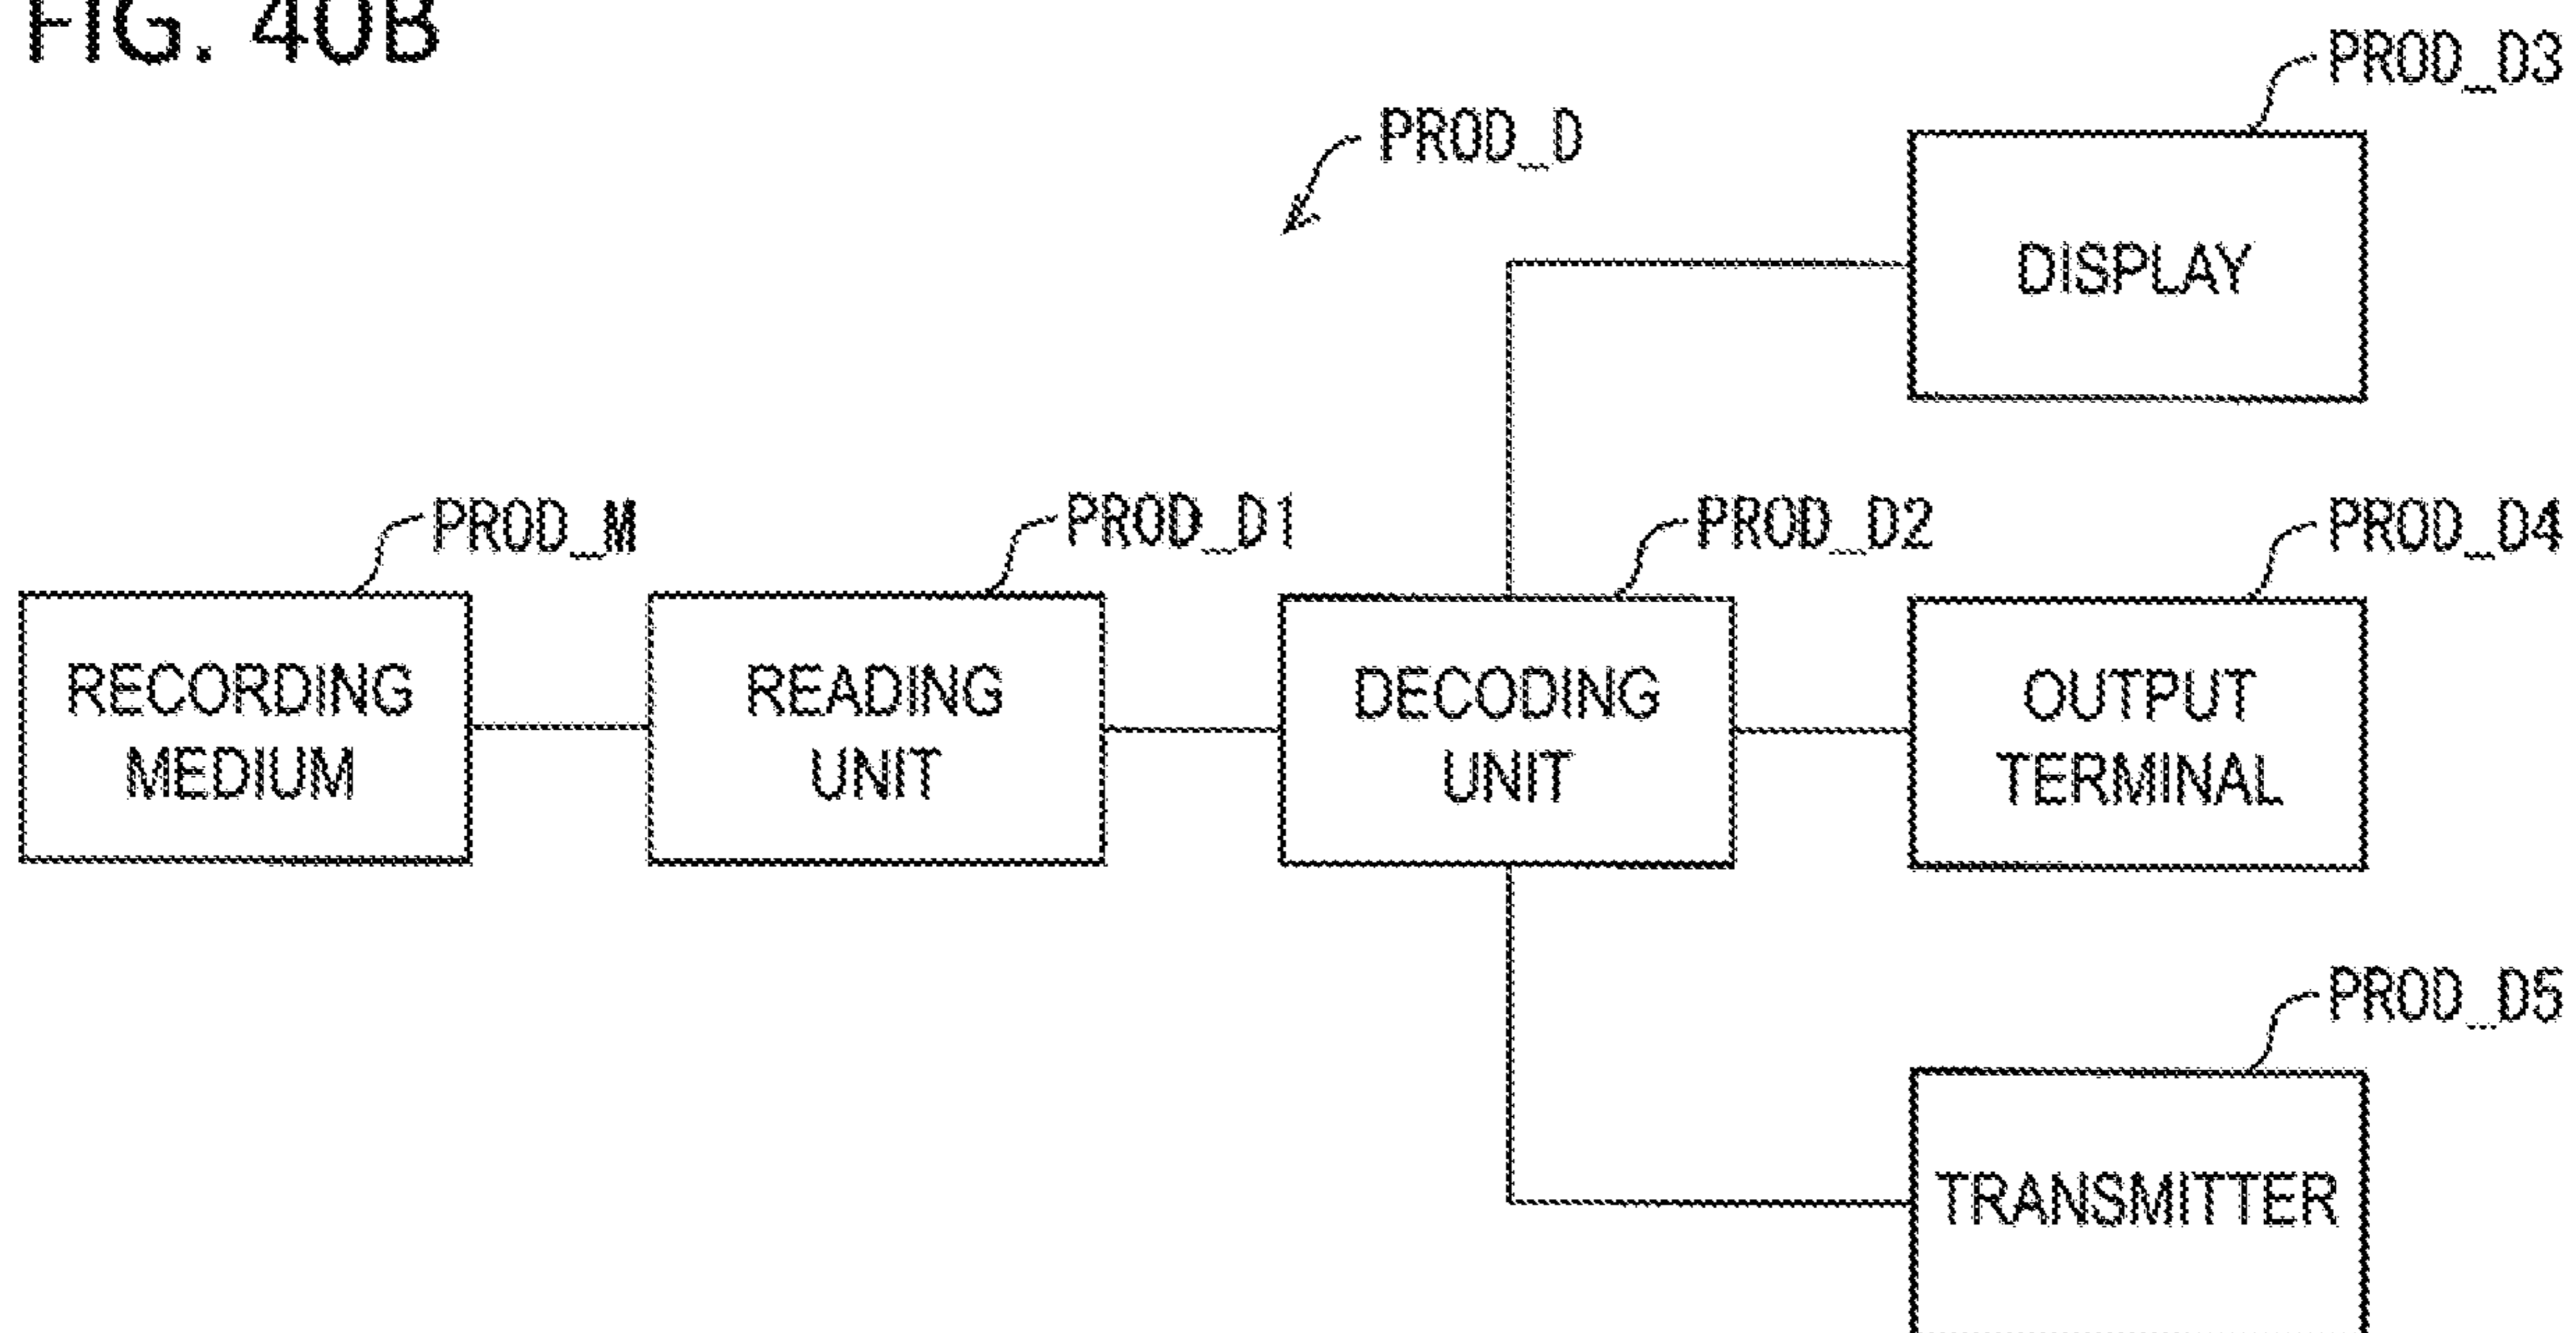 FIG. 40B
PROD_D3
PROD_D
DISPLAY
PROD_M
PROD_D1
PROD_D2
PROD_D4
RECORDING
MEDIUM
READING
UNIT
DECODING
UNIT
OUTPUT
TERMINAL
PROD_D5
TRANSMITTER